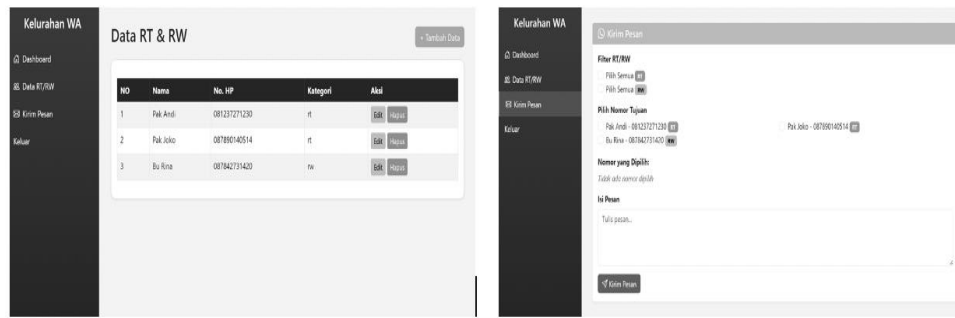 Kelurahan WA
Dashboard
Data RT/RW
Kirim Pesan
Keluar
Data RT & RW
+ Tambah Data
NO Nama No. HP Kategori Aksi
1 Pak Andi 081237271230 rt Edit Hapus
2 Pak Joko 087890140514 rt Edit Hapus
3 Bu Rina 087842731420 rw Edit Hapus
Kelurahan WA
Dashboard
Data RT/RW
Kirim Pesan
Keluar
Kirim Pesan
Filter RT/RW
Pilih Semua RT
Pilih Semua RW
Pilih Nomor Tujuan
Pak Andi - 081237271230 RT
Pak Joko - 087890140514 RT
Bu Rina - 087842731420 RW
Nomor yang Dipilih:
Tidak ada nomor dipilih
Isi Pesan
Tulis pesan...
Kirim Pesan